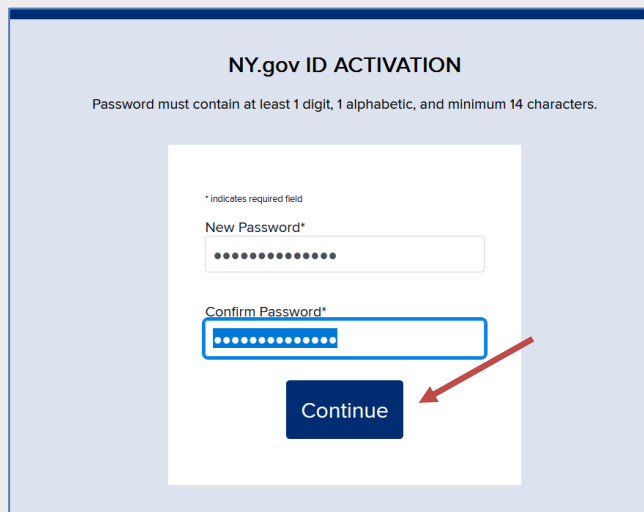 NY.gov ID ACTIVATION
Password must contain at least 1 digit, 1 alphabetic, and minimum 14 characters.
* indicates required field
New Password*
••••••••••••••
Confirm Password*
••••••••••••••
Continue